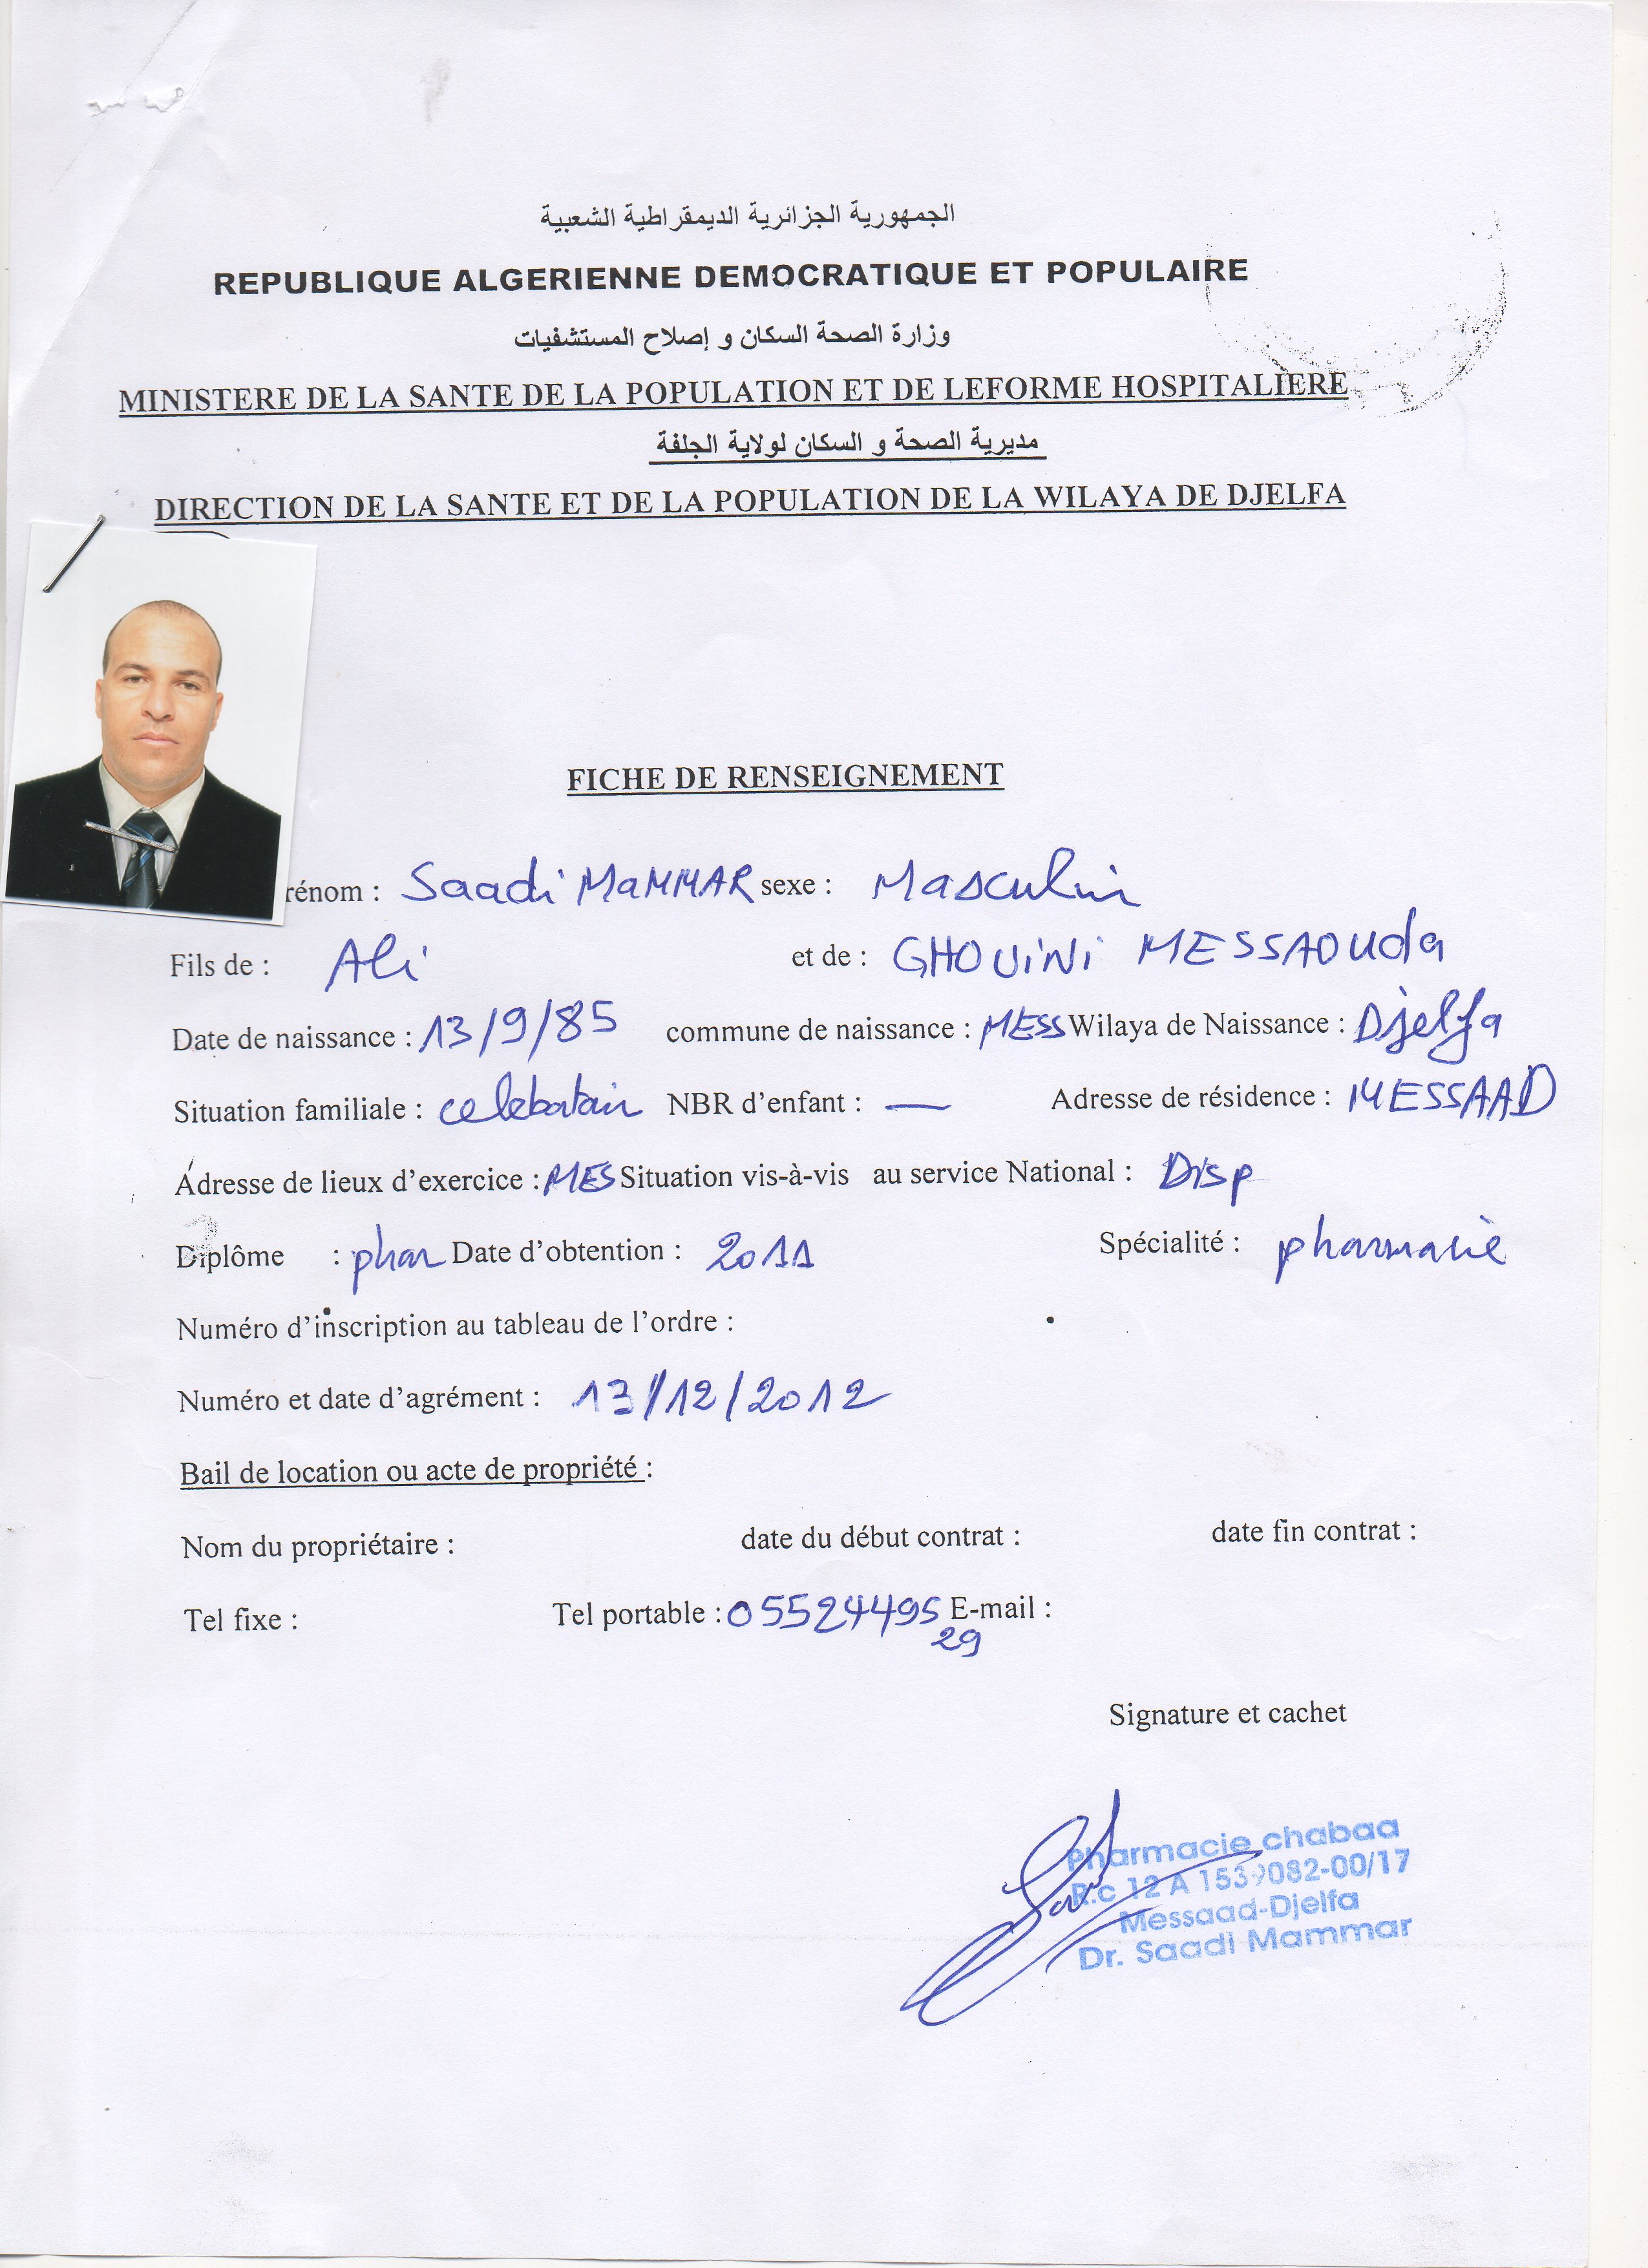 الجمهورية الجزائرية الديمقراطية الشعبية
REPUBLIQUE ALGERIENNE DEMOCRATIQUE ET POPULAIRE
وزارة الصحة السكان و إصلاح المستشفيات
MINISTERE DE LA SANTE DE LA POPULATION ET DE LEFORME HOSPITALIERE
مديرية الصحة و السكان لولاية الجلفة
DIRECTION DE LA SANTE ET DE LA POPULATION DE LA WILAYA DE DJELFA
FICHE DE RENSEIGNEMENT
rénom : Saadi MaMMAR sexe : Masculin
Fils de : Ali et de : GHOUiNi MESSAOUda
Date de naissance : 13/9/85 commune de naissance : MESS Wilaya de Naissance : Djelfa
Situation familiale : celebatair NBR d'enfant : — Adresse de résidence : MESSAAD
Adresse de lieux d'exercice : MES Situation vis-à-vis au service National : Disp
Diplôme : phar Date d'obtention : 2011 Spécialité : pharmacie
Numéro d'inscription au tableau de l'ordre :
Numéro et date d'agrément : 13/12/2012
Bail de location ou acte de propriété :
Nom du propriétaire : date du début contrat : date fin contrat :
Tel fixe : Tel portable : 05524495 E-mail :
29
Signature et cachet
Pharmacie chabaa
R.c 12 A
Messaad-Djelfa
Dr. Saadi Mammar